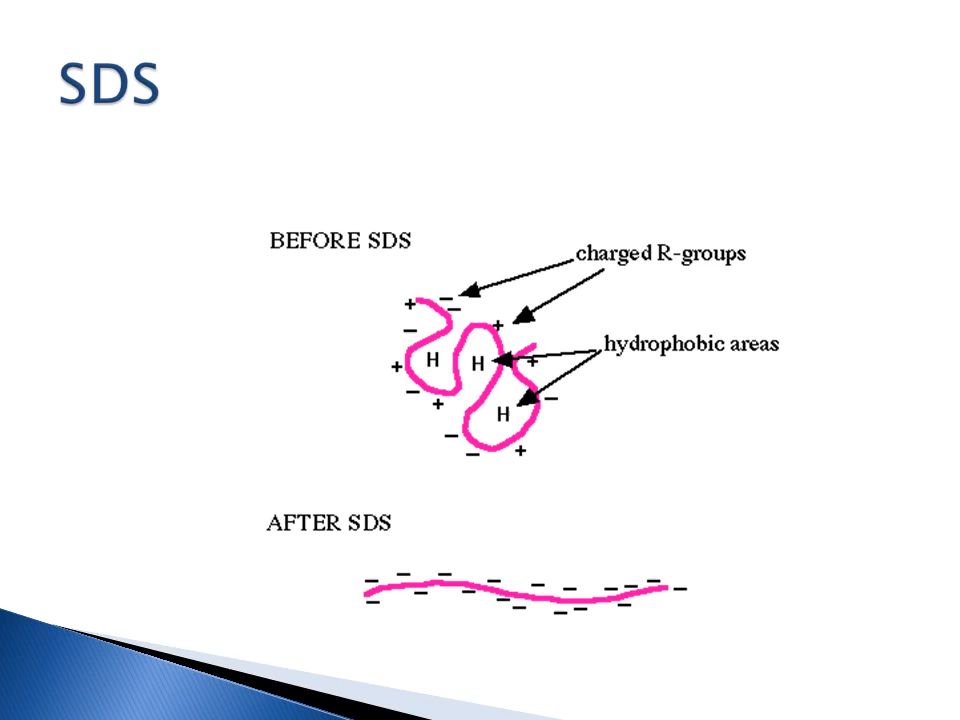 SDS
BEFORE SDS
charged R-groups
+ − −
− +
hydrophobic areas
H H
+ +
− + H −
− − +
AFTER SDS
− − − − − − − − − −
− − − − − − − − −